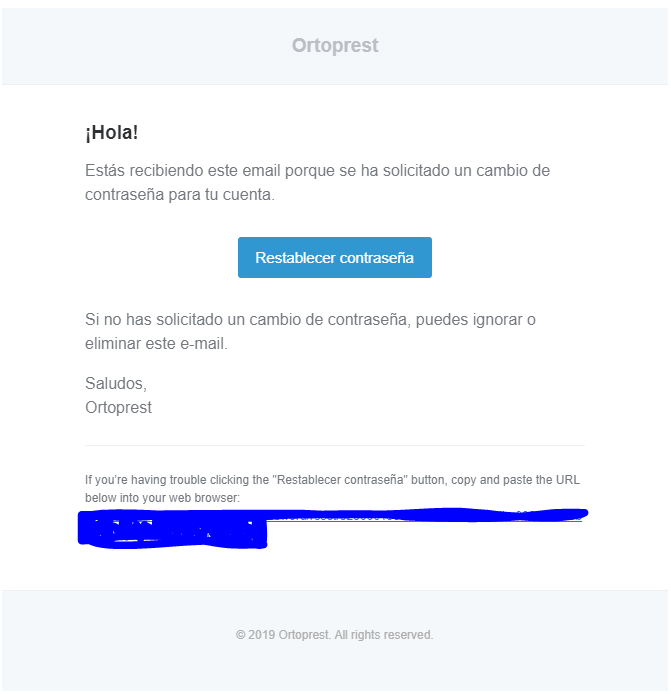 Ortoprest
¡Hola!
Estás recibiendo este email porque se ha solicitado un cambio de
contraseña para tu cuenta.
Restablecer contraseña
Si no has solicitado un cambio de contraseña, puedes ignorar o
eliminar este e-mail.
Saludos,
Ortoprest
If you’re having trouble clicking the "Restablecer contraseña" button, copy and paste the URL
below into your web browser:
© 2019 Ortoprest. All rights reserved.